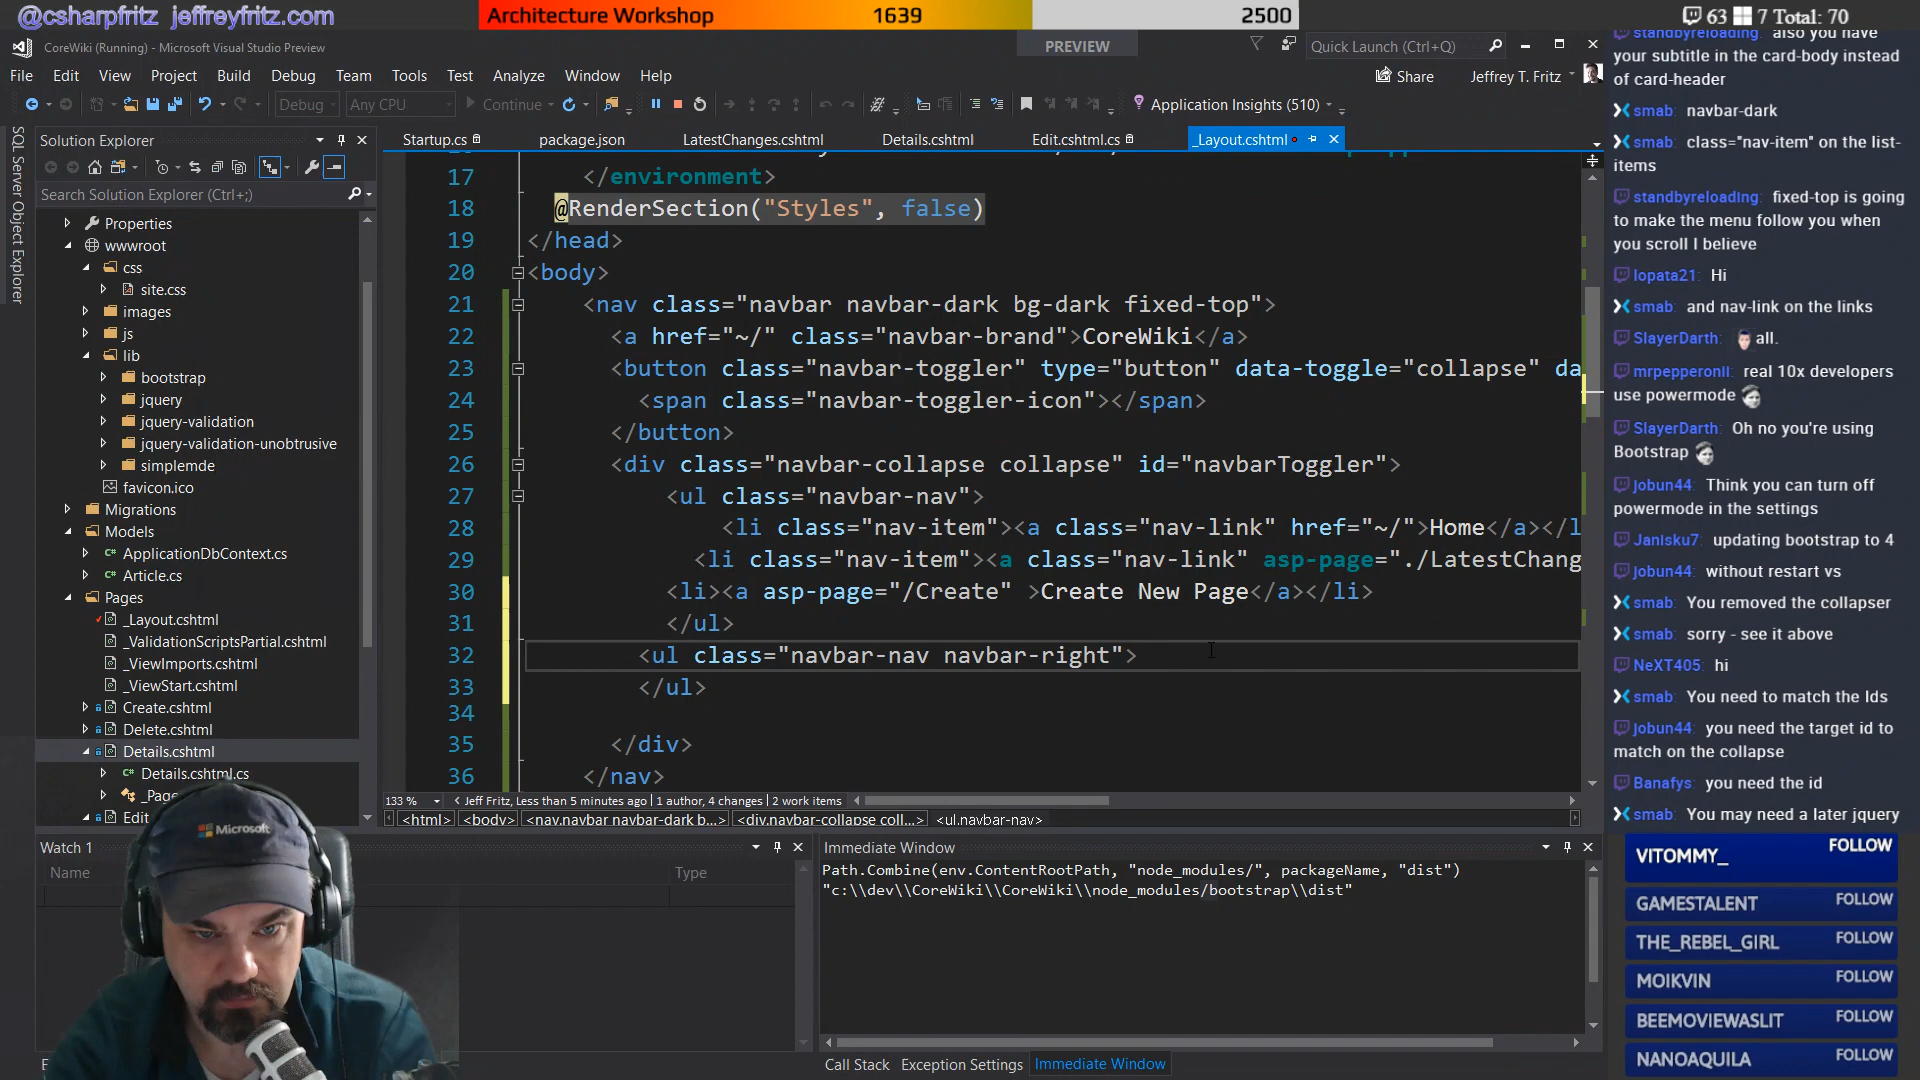 @csharpfritz jeffreyfritz.com
Architecture Workshop 1639 2500
63 7 Total: 70
CoreWiki (Running) - Microsoft Visual Studio Preview
PREVIEW
Quick Launch (Ctrl+Q)
File Edit View Project Build Debug Team Tools Test Analyze Window Help
Share Jeffrey T. Fritz
Debug Any CPU Continue Application Insights (510)
SQL Server Object Explorer
Solution Explorer
Search Solution Explorer (Ctrl+;)
Properties
wwwroot
css
site.css
images
js
lib
bootstrap
jquery
jquery-validation
jquery-validation-unobtrusive
simplemde
favicon.ico
Migrations
Models
ApplicationDbContext.cs
Article.cs
Pages
_Layout.cshtml
_ValidationScriptsPartial.cshtml
_ViewImports.cshtml
_ViewStart.cshtml
Create.cshtml
Delete.cshtml
Details.cshtml
Details.cshtml.cs
Edit
Startup.cs package.json LatestChanges.cshtml Details.cshtml Edit.cshtml.cs _Layout.cshtml
17 </environment>
18 @RenderSection("Styles", false)
19 </head>
20 <body>
21 <nav class="navbar navbar-dark bg-dark fixed-top">
22 <a href="~/" class="navbar-brand">CoreWiki</a>
23 <button class="navbar-toggler" type="button" data-toggle="collapse" da
24 <span class="navbar-toggler-icon"></span>
25 </button>
26 <div class="navbar-collapse collapse" id="navbarToggler">
27 <ul class="navbar-nav">
28 <li class="nav-item"><a class="nav-link" href="~/">Home</a></l
29 <li class="nav-item"><a class="nav-link" asp-page="./LatestChang
30 <li><a asp-page="/Create" >Create New Page</a></li>
31 </ul>
32 <ul class="navbar-nav navbar-right">
33 </ul>
34
35 </div>
36 </nav>
133 % Jeff Fritz, Less than 5 minutes ago | 1 author, 4 changes | 2 work items
<html> <body> <nav.navbar navbar-dark b...> <div.navbar-collapse coll...> <ul.navbar-nav>
Watch 1
Name Type
Immediate Window
Path.Combine(env.ContentRootPath, "node_modules/", packageName, "dist")
"c:\\dev\\CoreWiki\\CoreWiki\\node_modules/bootstrap\\dist"
Call Stack Exception Settings Immediate Window
standbyreloading: also you have
your subtitle in the card-body instead
of card-header
smab: navbar-dark
smab: class="nav-item" on the list-
items
standbyreloading: fixed-top is going
to make the menu follow you when
you scroll I believe
lopata21: Hi
smab: and nav-link on the links
SlayerDarth: all.
mrpepperonii: real 10x developers
use powermode
SlayerDarth: Oh no you're using
Bootstrap
Jobun44: Think you can turn off
powermode in the settings
Janisku7: updating bootstrap to 4
jobun44: without restart vs
smab: You removed the collapser
smab: sorry - see it above
NeXT405: hi
smab: You need to match the Ids
Jobun44: you need the target id to
match on the collapse
Banafys: you need the id
smab: You may need a later jquery
VITOMMY_ FOLLOW
GAMESTALENT FOLLOW
THE_REBEL_GIRL FOLLOW
MOIKVIN FOLLOW
BEEMOVIEWASLIT FOLLOW
NANOAQUILA FOLLOW
Microsoft